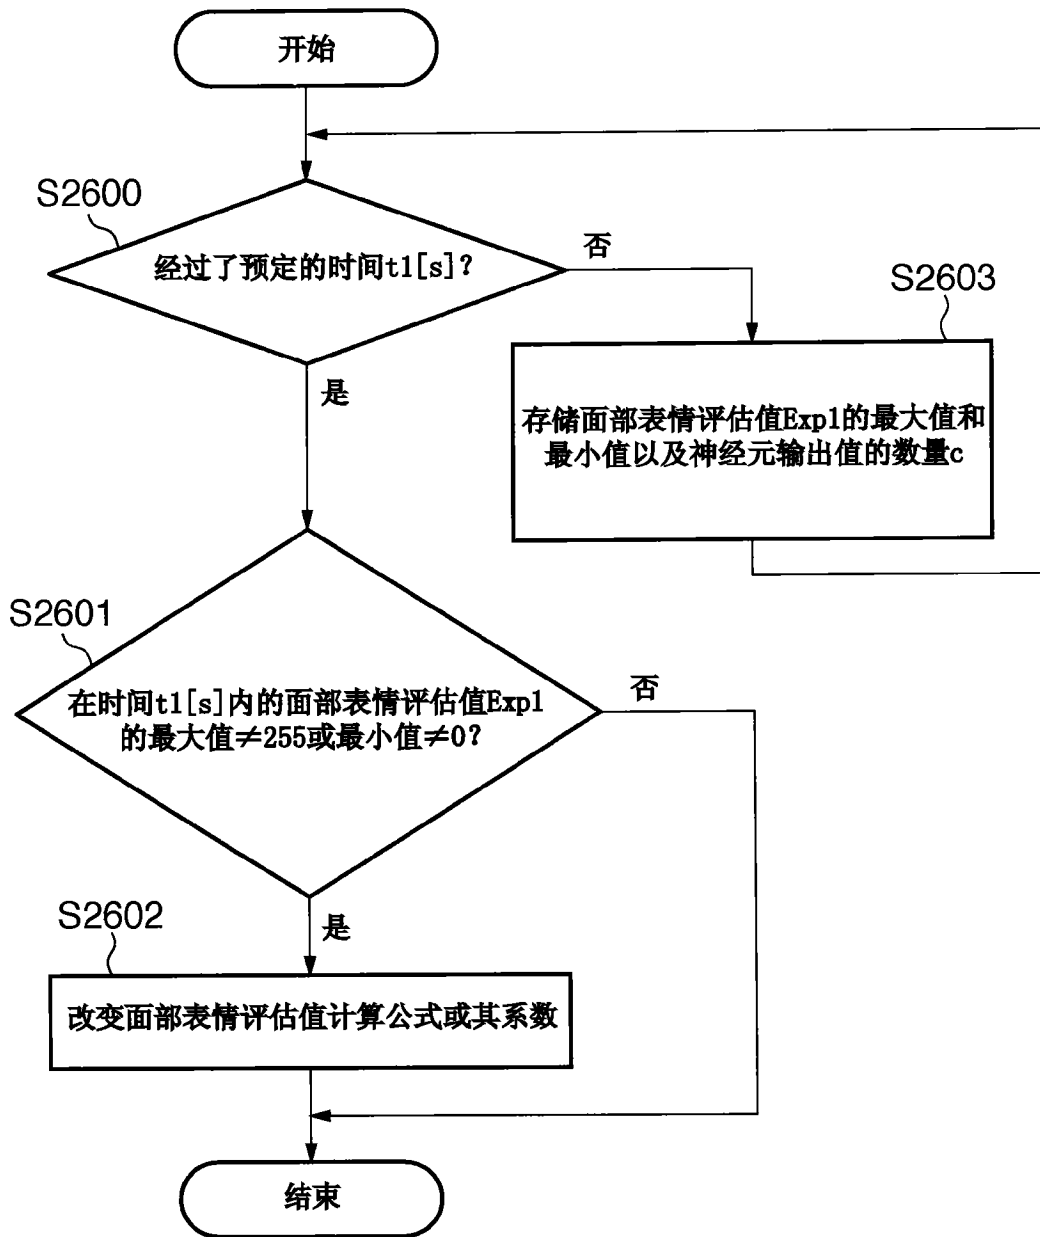 开始
S2600
经过了预定的时间t1[s]?
否
是
S2603
存储面部表情评估值Exp1的最大值和
最小值以及神经元输出值的数量c
S2601
在时间t1[s]内的面部表情评估值Exp1
的最大值≠255或最小值≠0?
否
是
S2602
改变面部表情评估值计算公式或其系数
结束